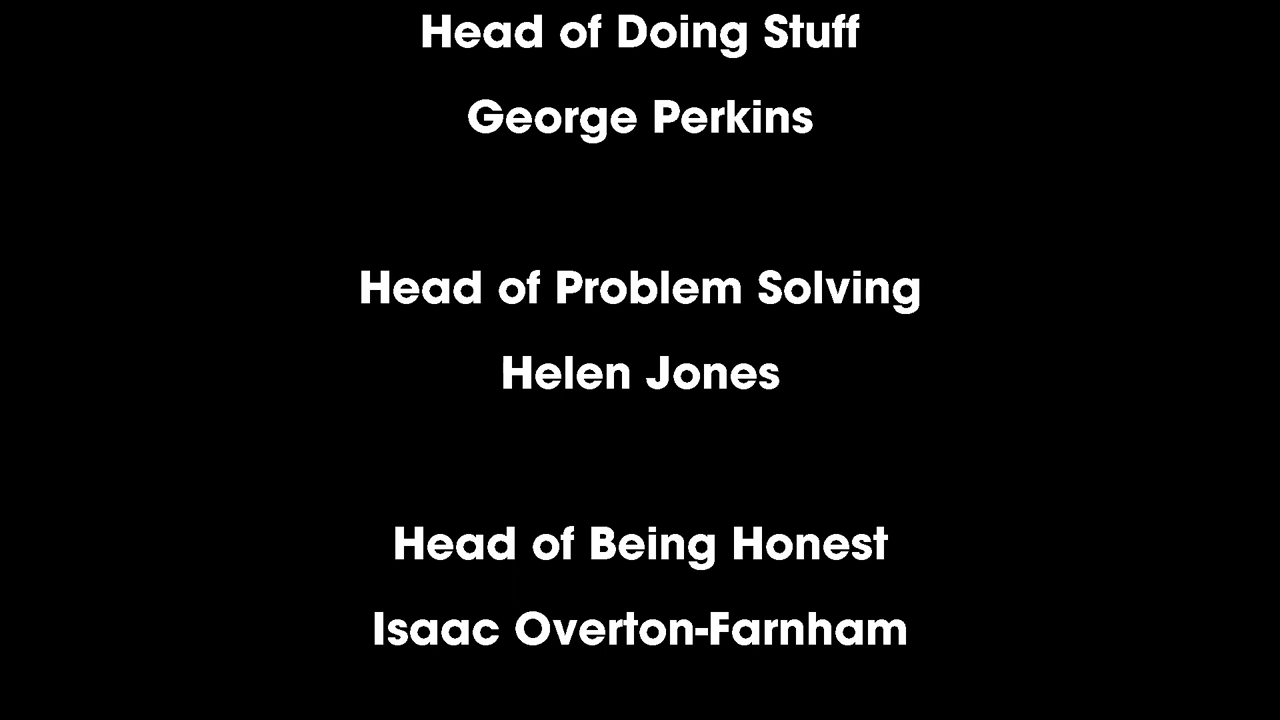 Head of Doing Stuff
George Perkins
Head of Problem Solving
Helen Jones
Head of Being Honest
Isaac Overton-Farnham